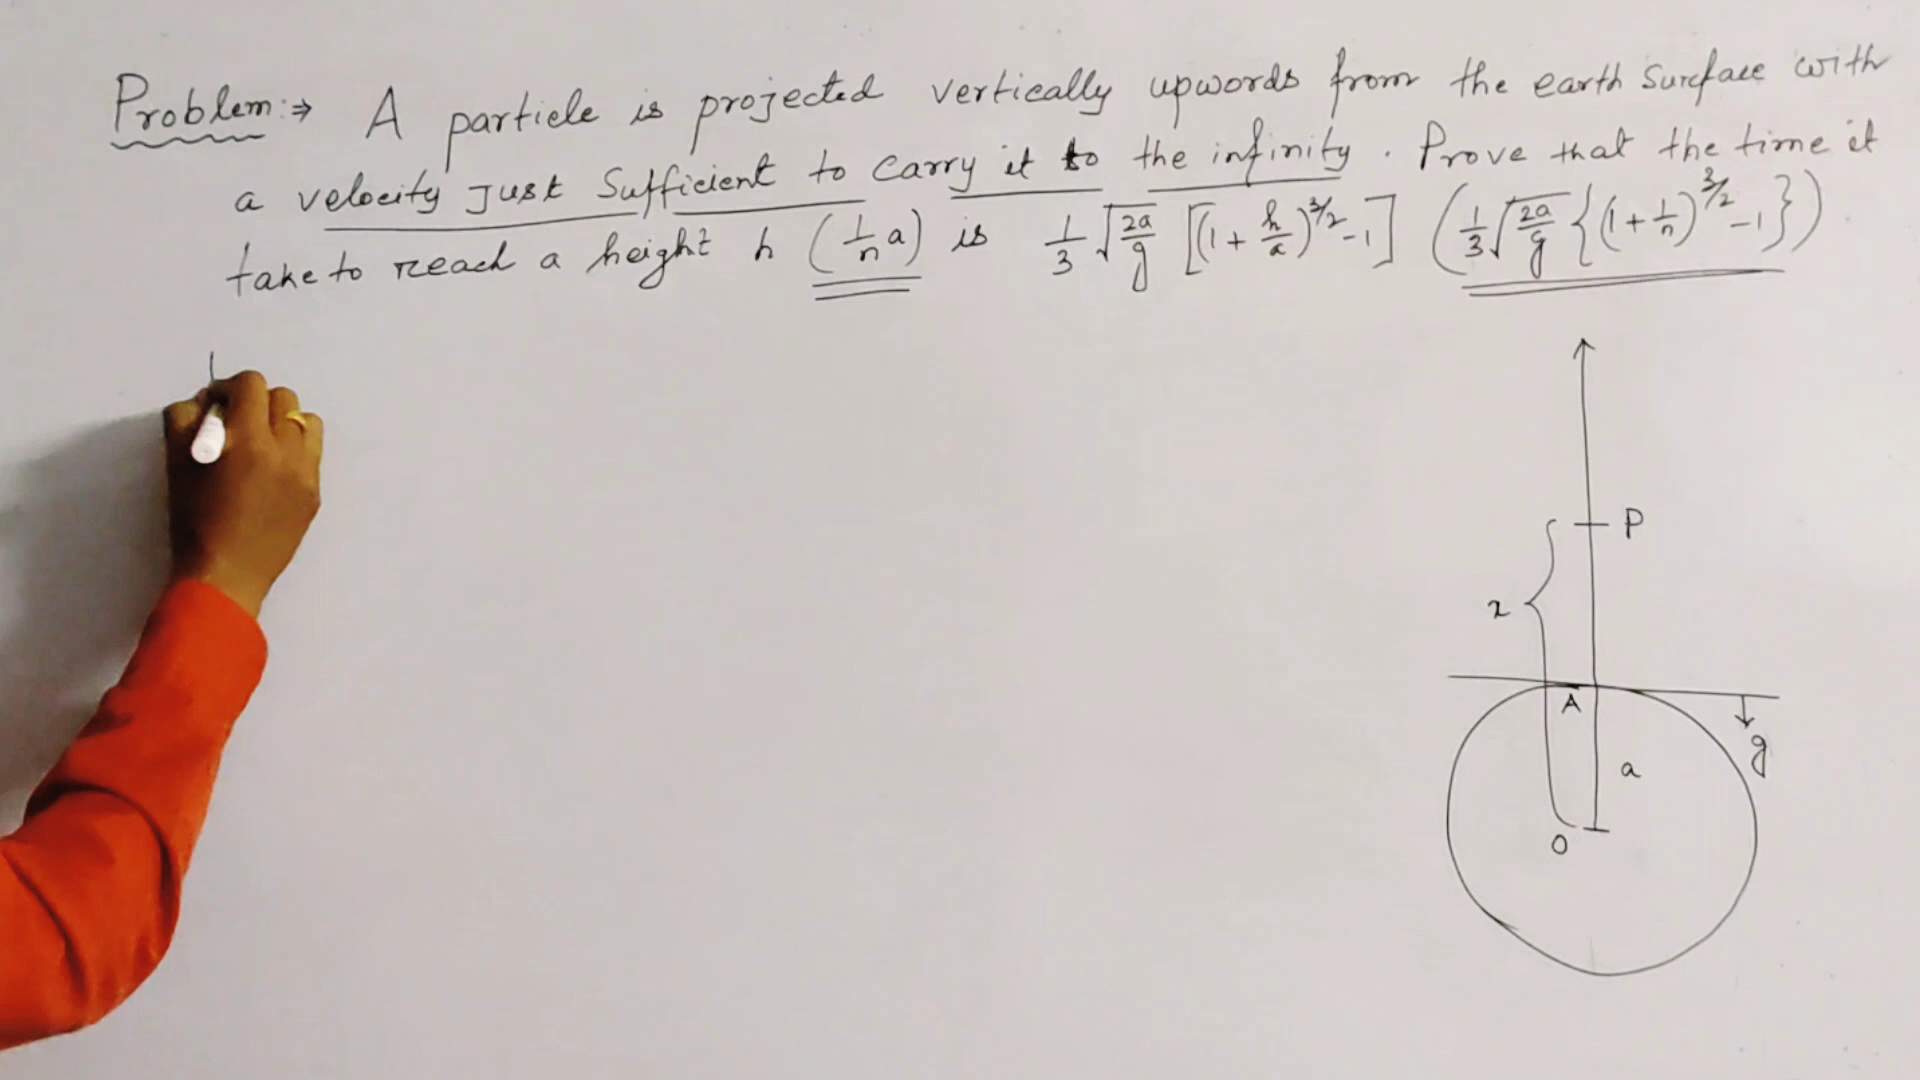 Problem:⇒ A particle is projected vertically upwords from the earth surface with
a velocity just sufficient to carry it to the infinity. Prove that the time it
take to reach a height h (1/n a) is 1/3 √(2a/g) [(1 + h/a)^3/2 - 1] (1/3 √(2a/g) {(1 + 1/n)^3/2 - 1}).
P
x
A
g
a
O